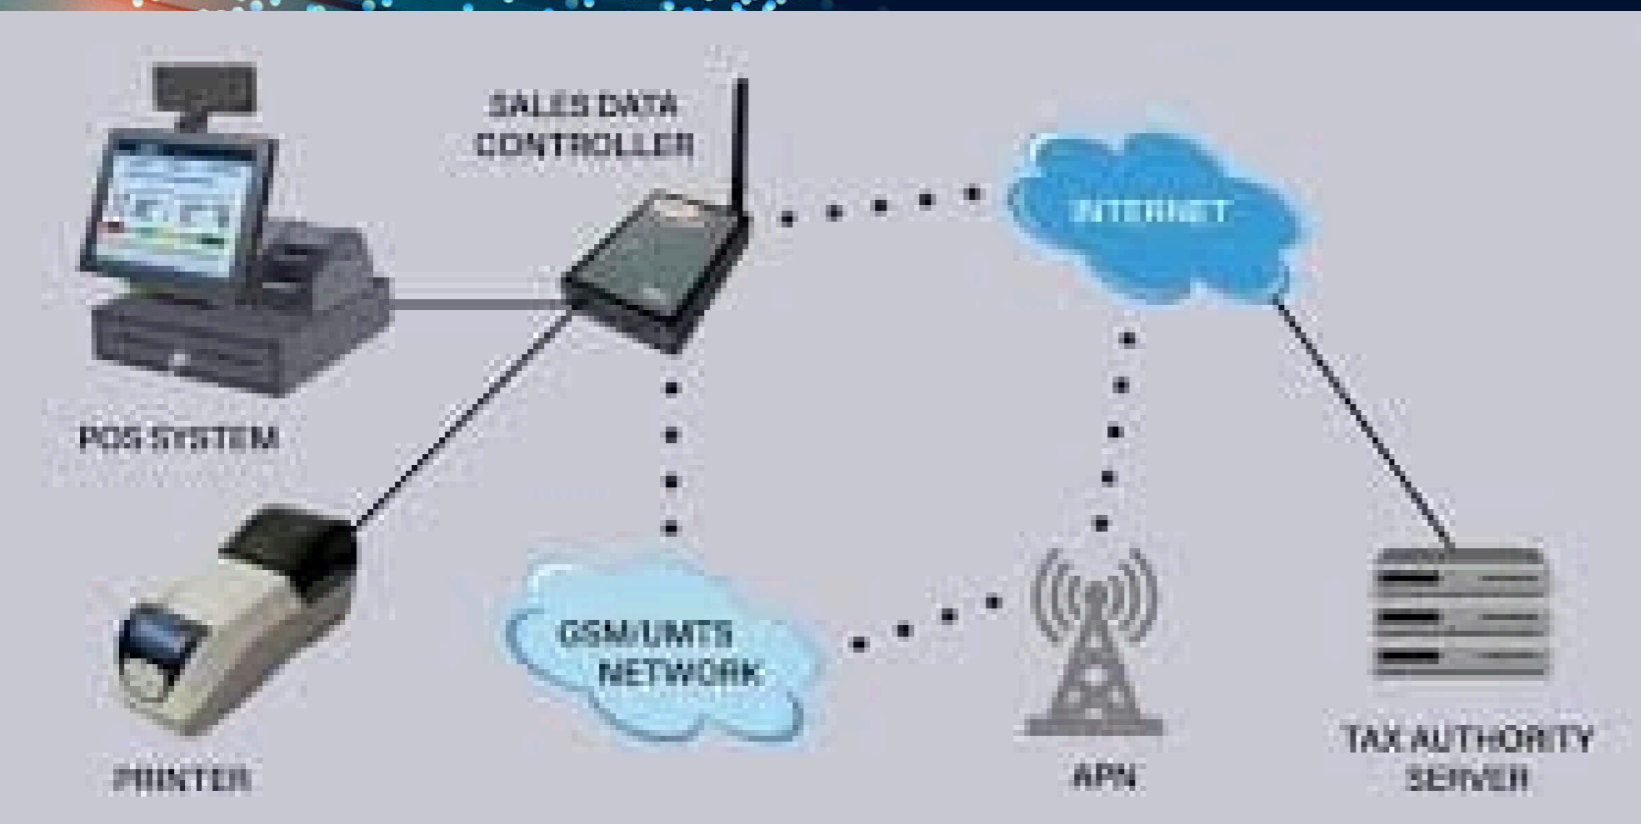 SALES DATA
CONTROLLER
INTERNET
POS SYSTEM
GSM/UMTS
NETWORK
PRINTER
APN
TAX AUTHORITY
SERVER